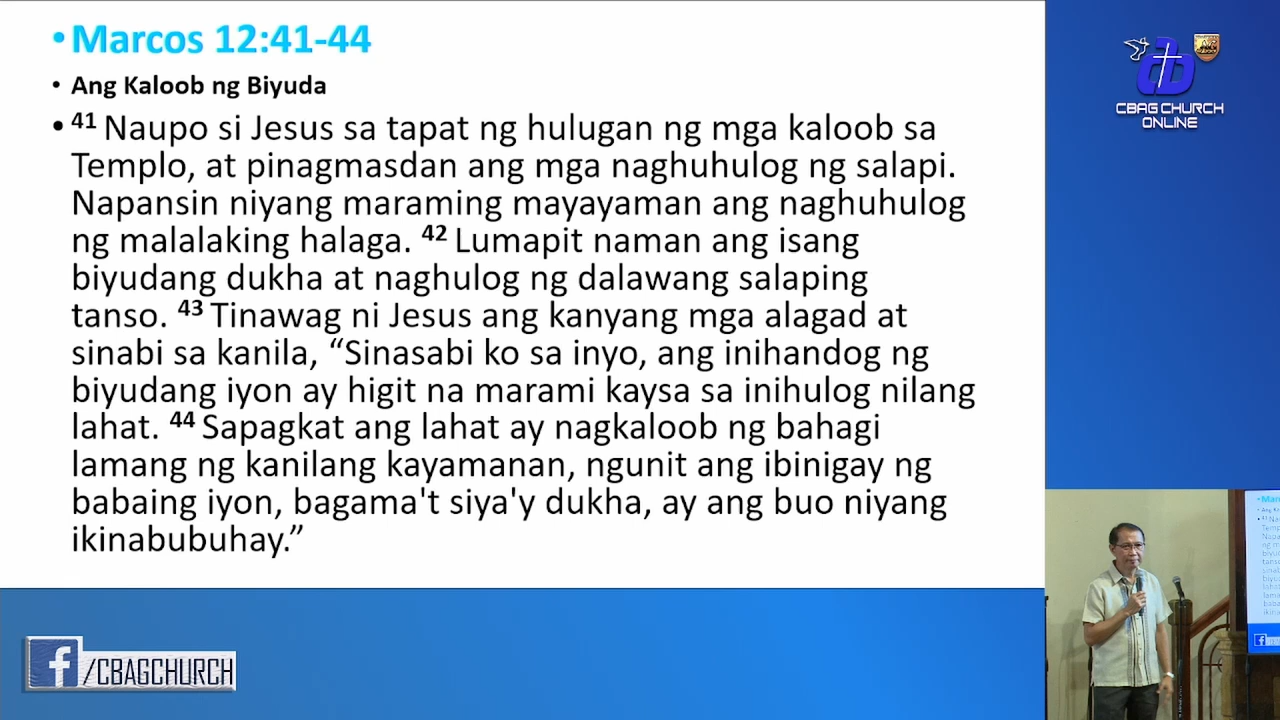 •Marcos 12:41-44
• Ang Kaloob ng Biyuda
• 41 Naupo si Jesus sa tapat ng hulugan ng mga kaloob sa
Templo, at pinagmasdan ang mga naghuhulog ng salapi.
Napansin niyang maraming mayayaman ang naghuhulog
ng malalaking halaga. 42 Lumapit naman ang isang
biyudang dukha at naghulog ng dalawang salaping
tanso. 43 Tinawag ni Jesus ang kanyang mga alagad at
sinabi sa kanila, “Sinasabi ko sa inyo, ang inihandog ng
biyudang iyon ay higit na marami kaysa sa inihulog nilang
lahat. 44 Sapagkat ang lahat ay nagkaloob ng bahagi
lamang ng kanilang kayamanan, ngunit ang ibinigay ng
babaing iyon, bagama't siya'y dukha, ay ang buo niyang
ikinabubuhay.”
CBAG CHURCH
ONLINE
f/CBAGCHURCH